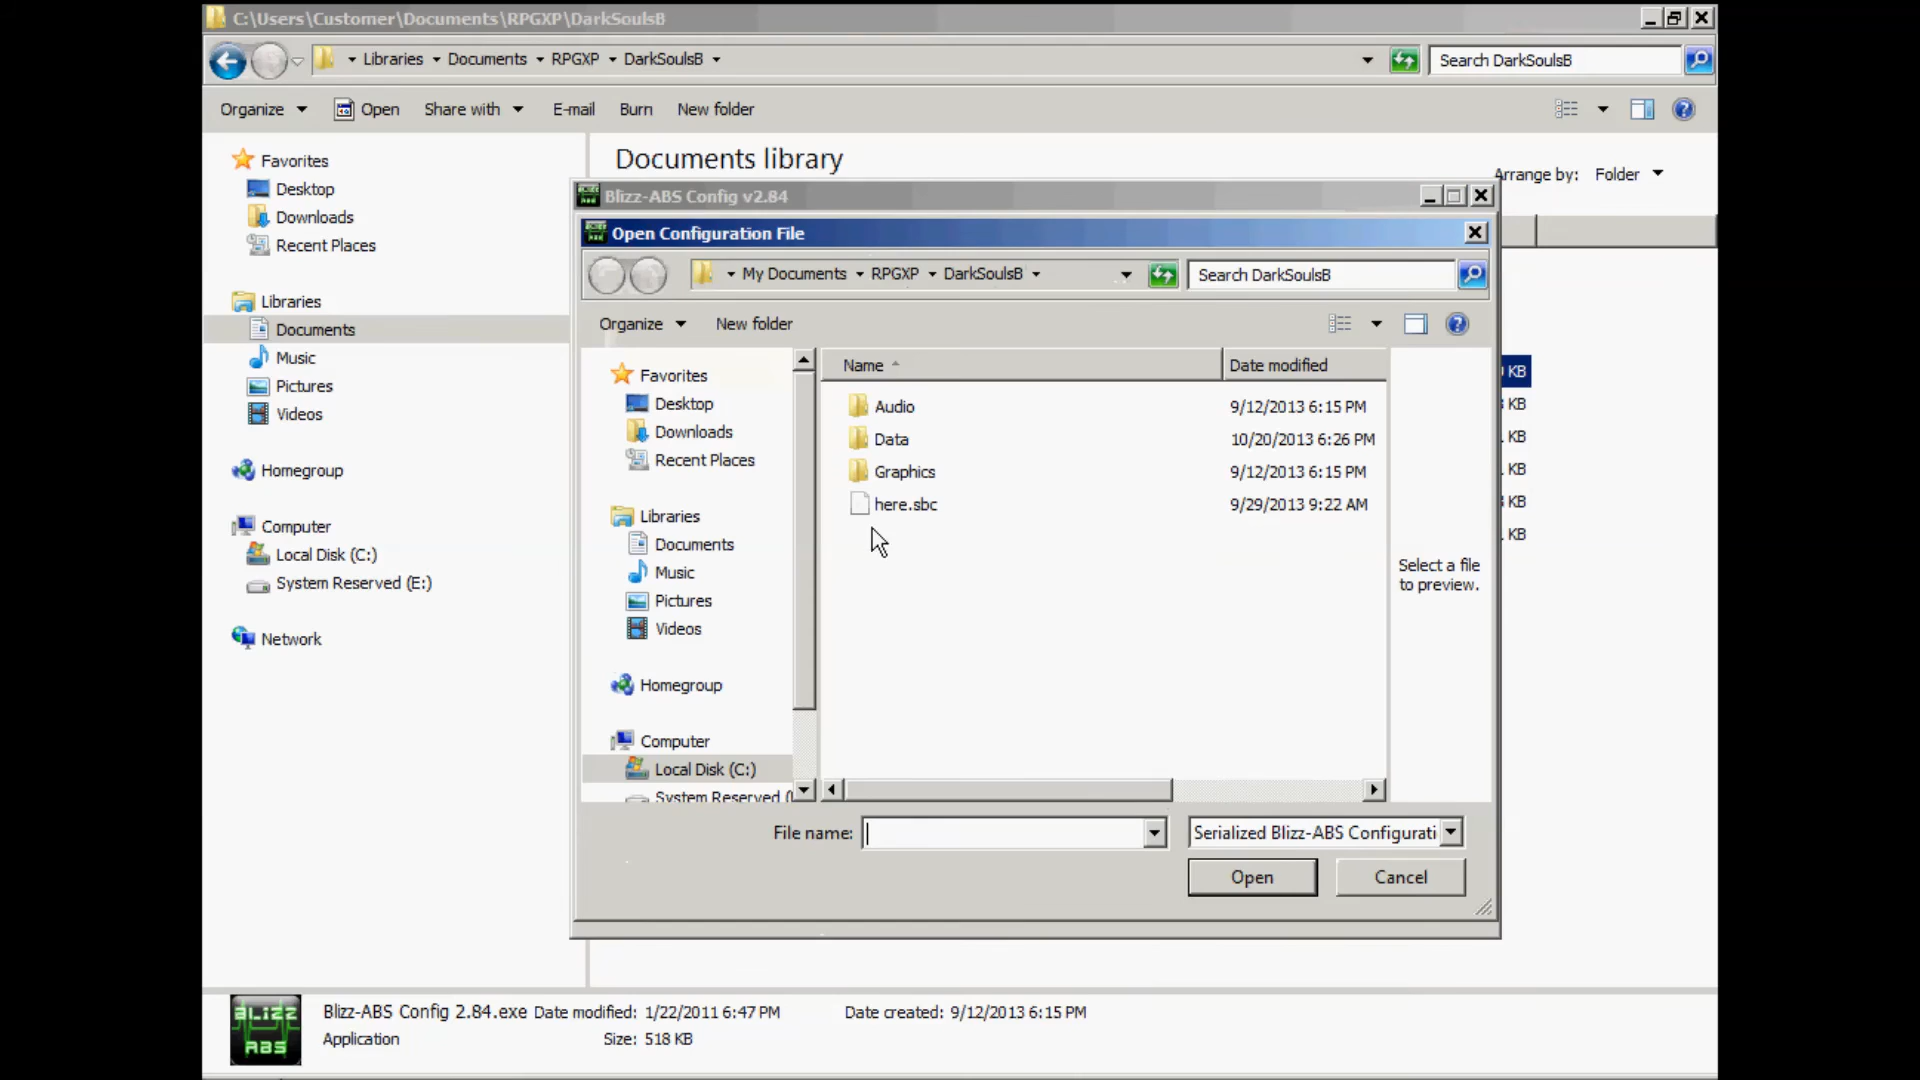 C:\Users\Customer\Documents\RPGXP\DarkSoulsB
Libraries Documents RPGXP DarkSoulsB Search DarkSoulsB
Organize Open Share with E-mail Burn New folder
Favorites
Desktop
Downloads
Recent Places
Libraries
Documents
Music
Pictures
Videos
Homegroup
Computer
Local Disk (C:)
System Reserved (E:)
Network
Documents library
Arrange by: Folder
Blizz-ABS Config v2.84
Open Configuration File
My Documents RPGXP DarkSoulsB Search DarkSoulsB
Organize New folder
Favorites
Desktop
Downloads
Recent Places
Libraries
Documents
Music
Pictures
Videos
Homegroup
Computer
Local Disk (C:)
System Reserved (
Name Date modified
Audio 9/12/2013 6:15 PM
Data 10/20/2013 6:26 PM
Graphics 9/12/2013 6:15 PM
here.sbc 9/29/2013 9:22 AM
Select a file
to preview.
File name: Serialized Blizz-ABS Configurati
Open Cancel
KB
KB
KB
KB
KB
KB
BLIZZ
ABS
Blizz-ABS Config 2.84.exe Date modified: 1/22/2011 6:47 PM Date created: 9/12/2013 6:15 PM
Application Size: 518 KB